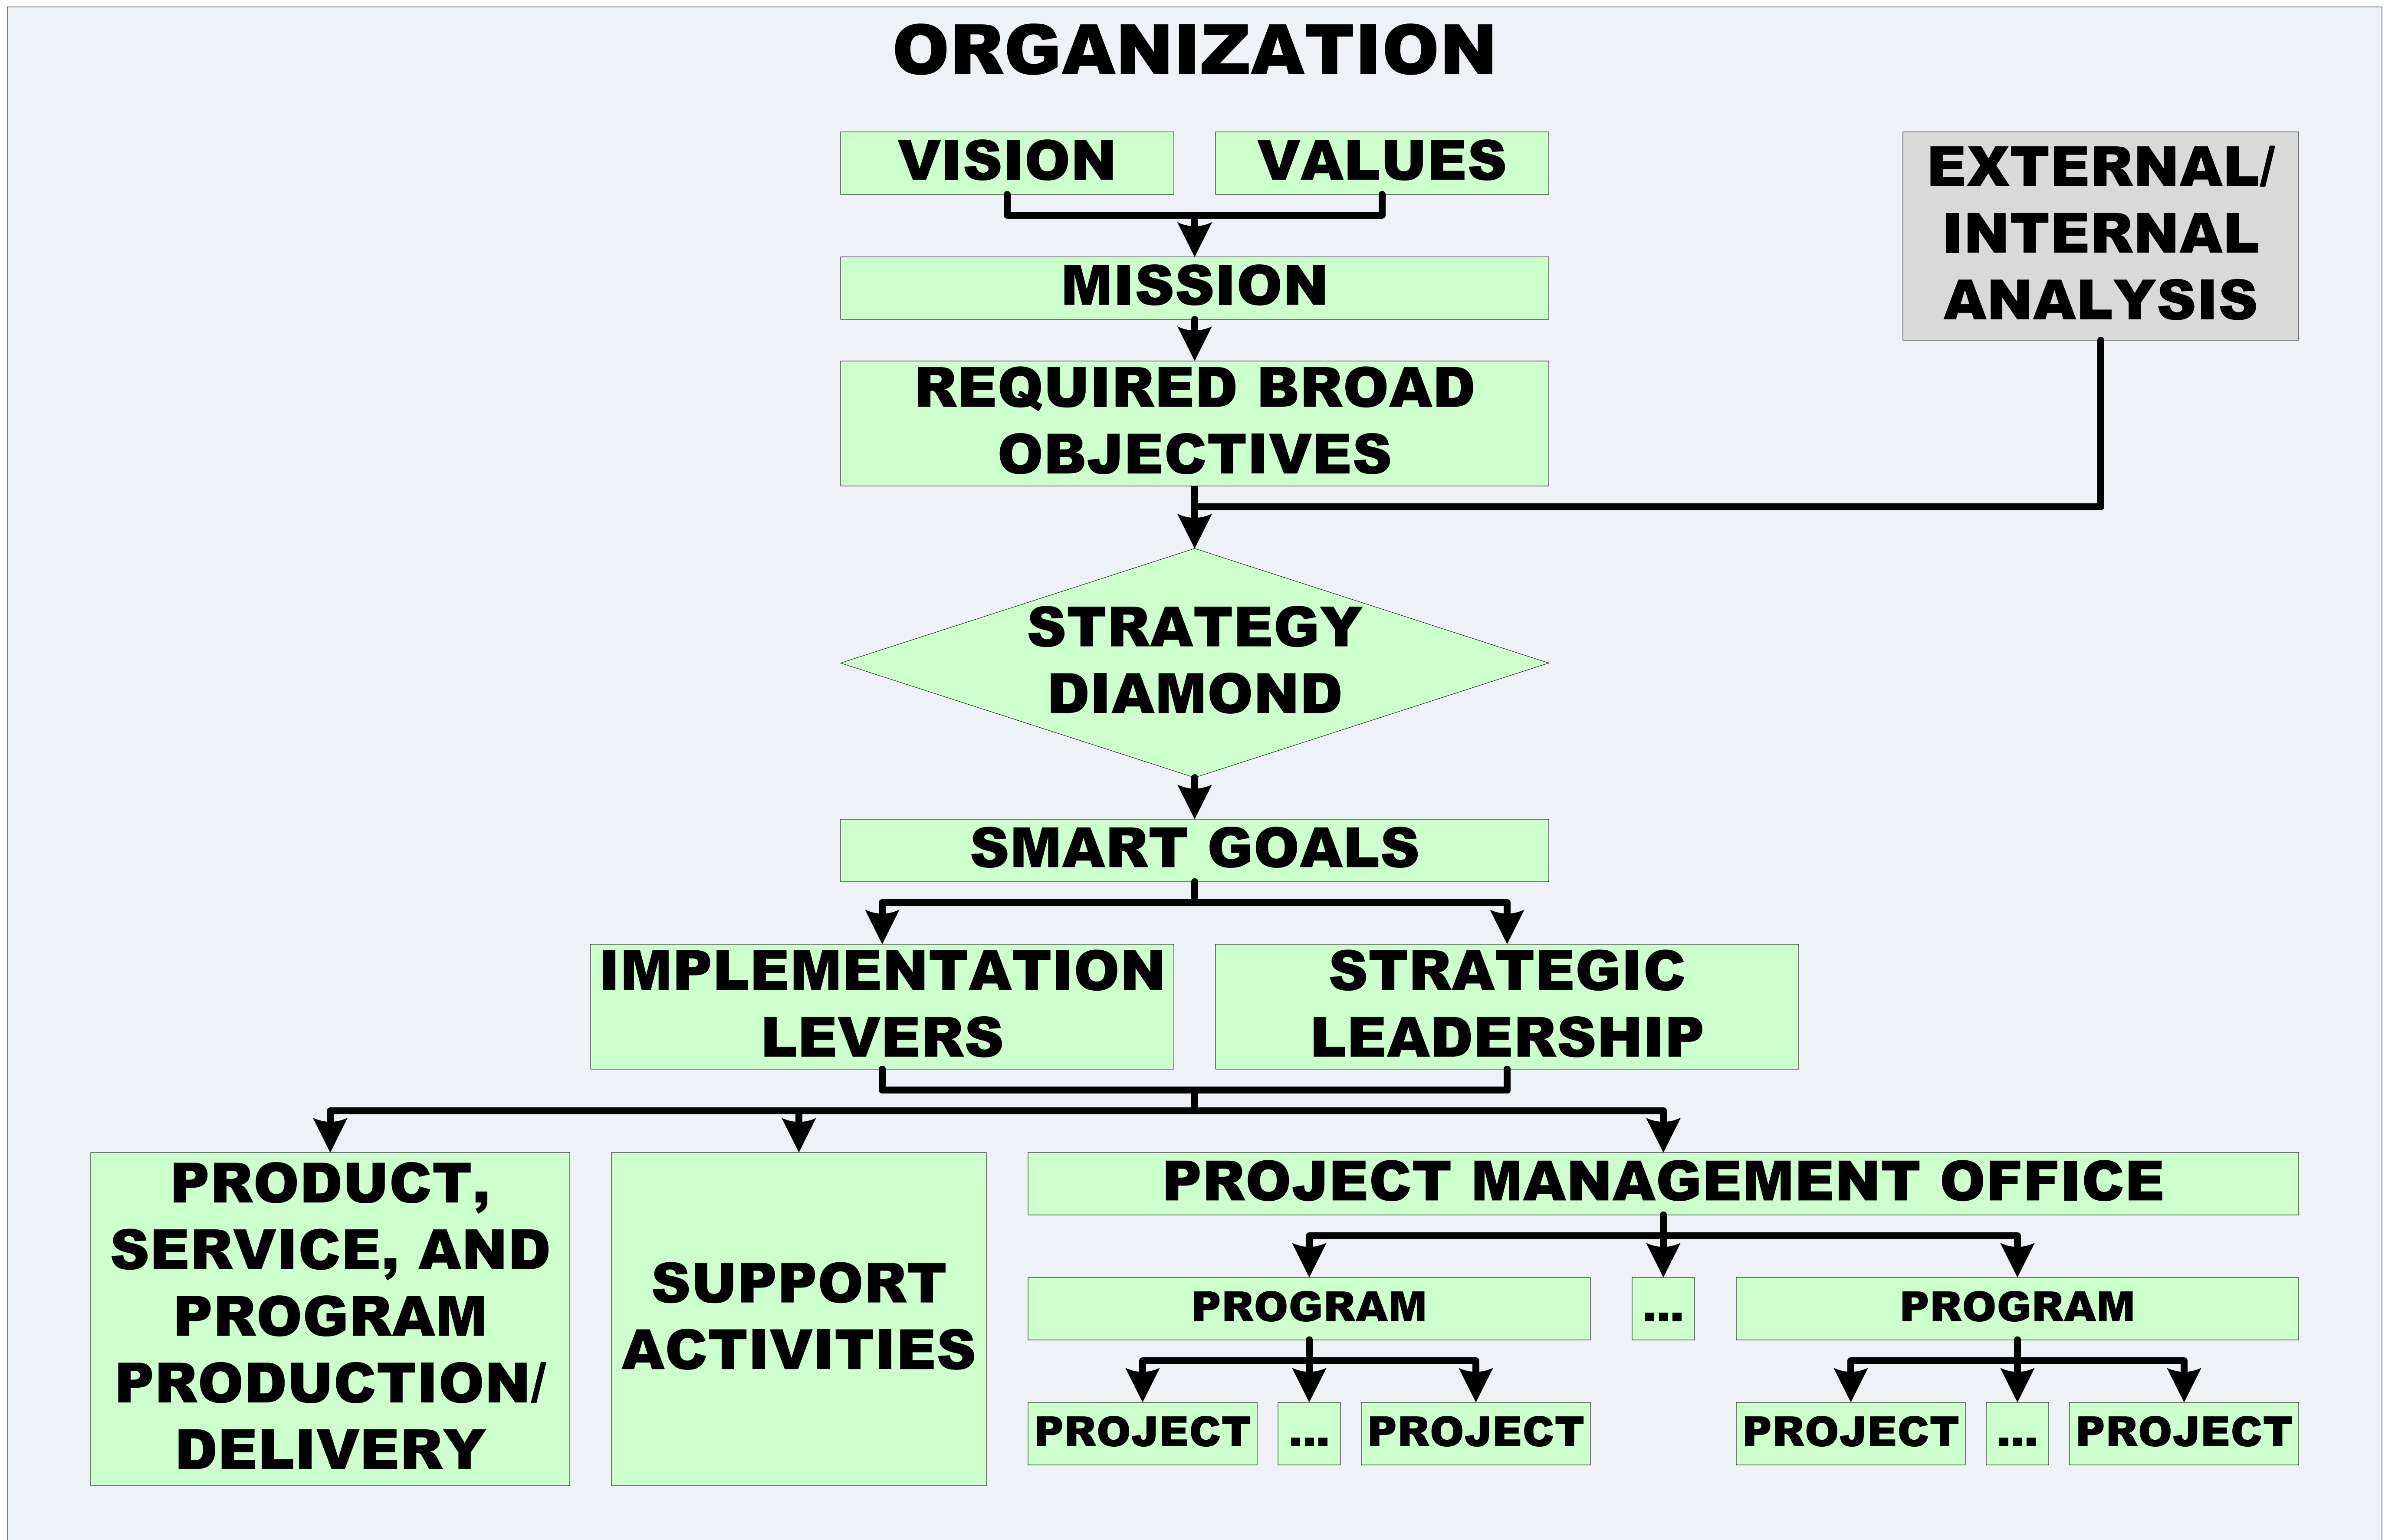 ORGANIZATION
VISION
VALUES
EXTERNAL/
INTERNAL
ANALYSIS
MISSION
REQUIRED BROAD
OBJECTIVES
STRATEGY
DIAMOND
SMART GOALS
IMPLEMENTATION
LEVERS
STRATEGIC
LEADERSHIP
PRODUCT,
SERVICE, AND
PROGRAM
PRODUCTION/
DELIVERY
SUPPORT
ACTIVITIES
PROJECT MANAGEMENT OFFICE
PROGRAM
...
PROGRAM
PROJECT
...
PROJECT
PROJECT
...
PROJECT